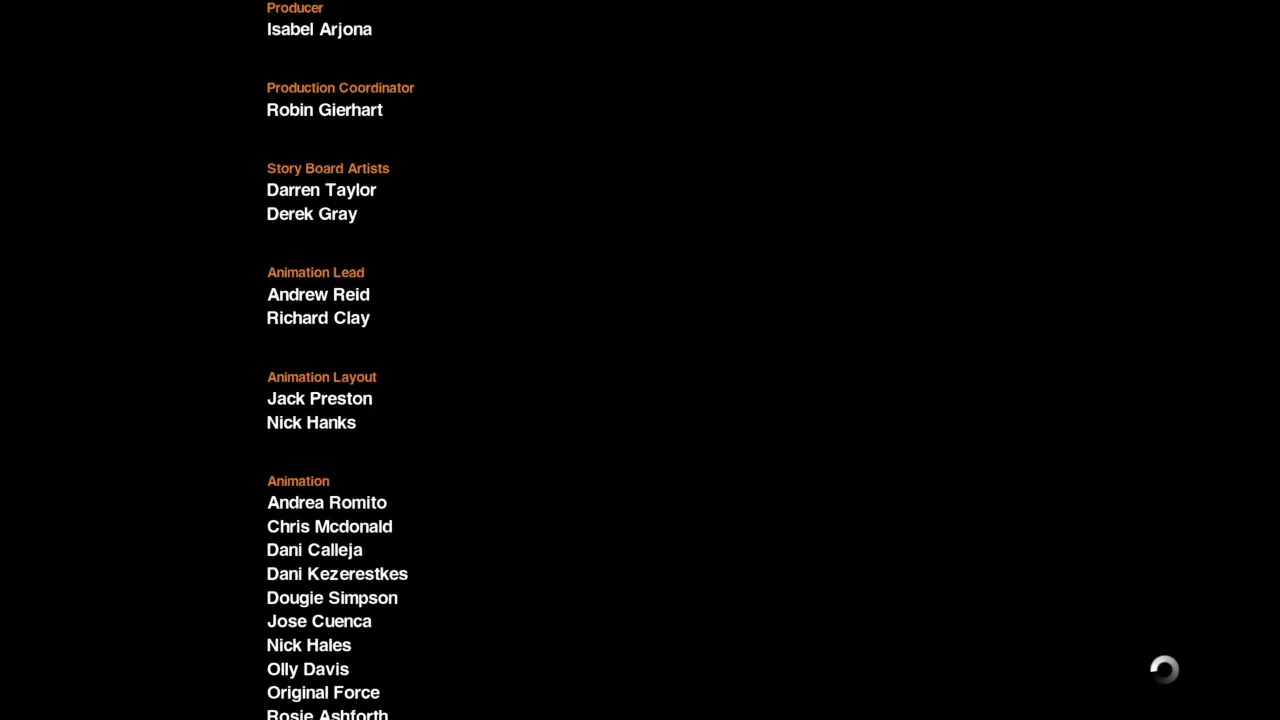 Producer
Isabel Arjona
Production Coordinator
Robin Gierhart
Story Board Artists
Darren Taylor
Derek Gray
Animation Lead
Andrew Reid
Richard Clay
Animation Layout
Jack Preston
Nick Hanks
Animation
Andrea Romito
Chris Mcdonald
Dani Calleja
Dani Kezerestkes
Dougie Simpson
Jose Cuenca
Nick Hales
Olly Davis
Original Force
Rosie Ashforth